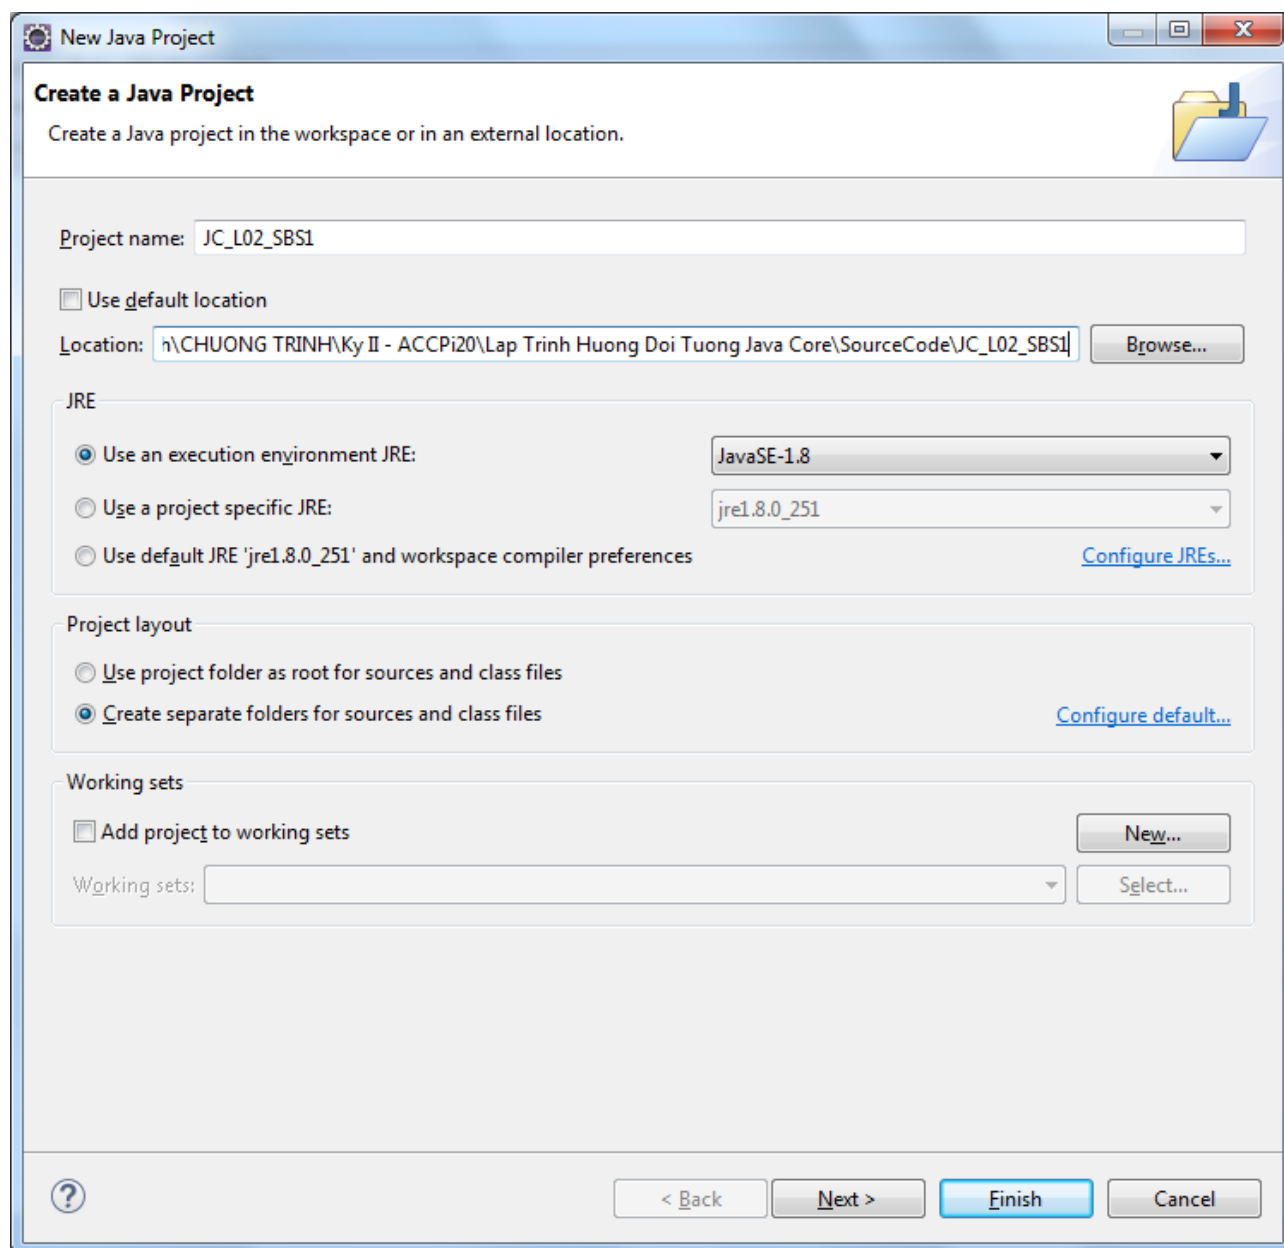 New Java Project
Create a Java Project
Create a Java project in the workspace or in an external location.
Project name: JC_L02_SBS1
Use default location
Location: h\CHUONG TRINH\Ky II - ACCPi20\Lap Trinh Huong Doi Tuong Java Core\SourceCode\JC_L02_SBS1 Browse...
JRE
Use an execution environment JRE: JavaSE-1.8
Use a project specific JRE: jre1.8.0_251
Use default JRE 'jre1.8.0_251' and workspace compiler preferences Configure JREs...
Project layout
Use project folder as root for sources and class files
Create separate folders for sources and class files Configure default...
Working sets
Add project to working sets New...
Working sets: Select...
? < Back Next > Finish Cancel